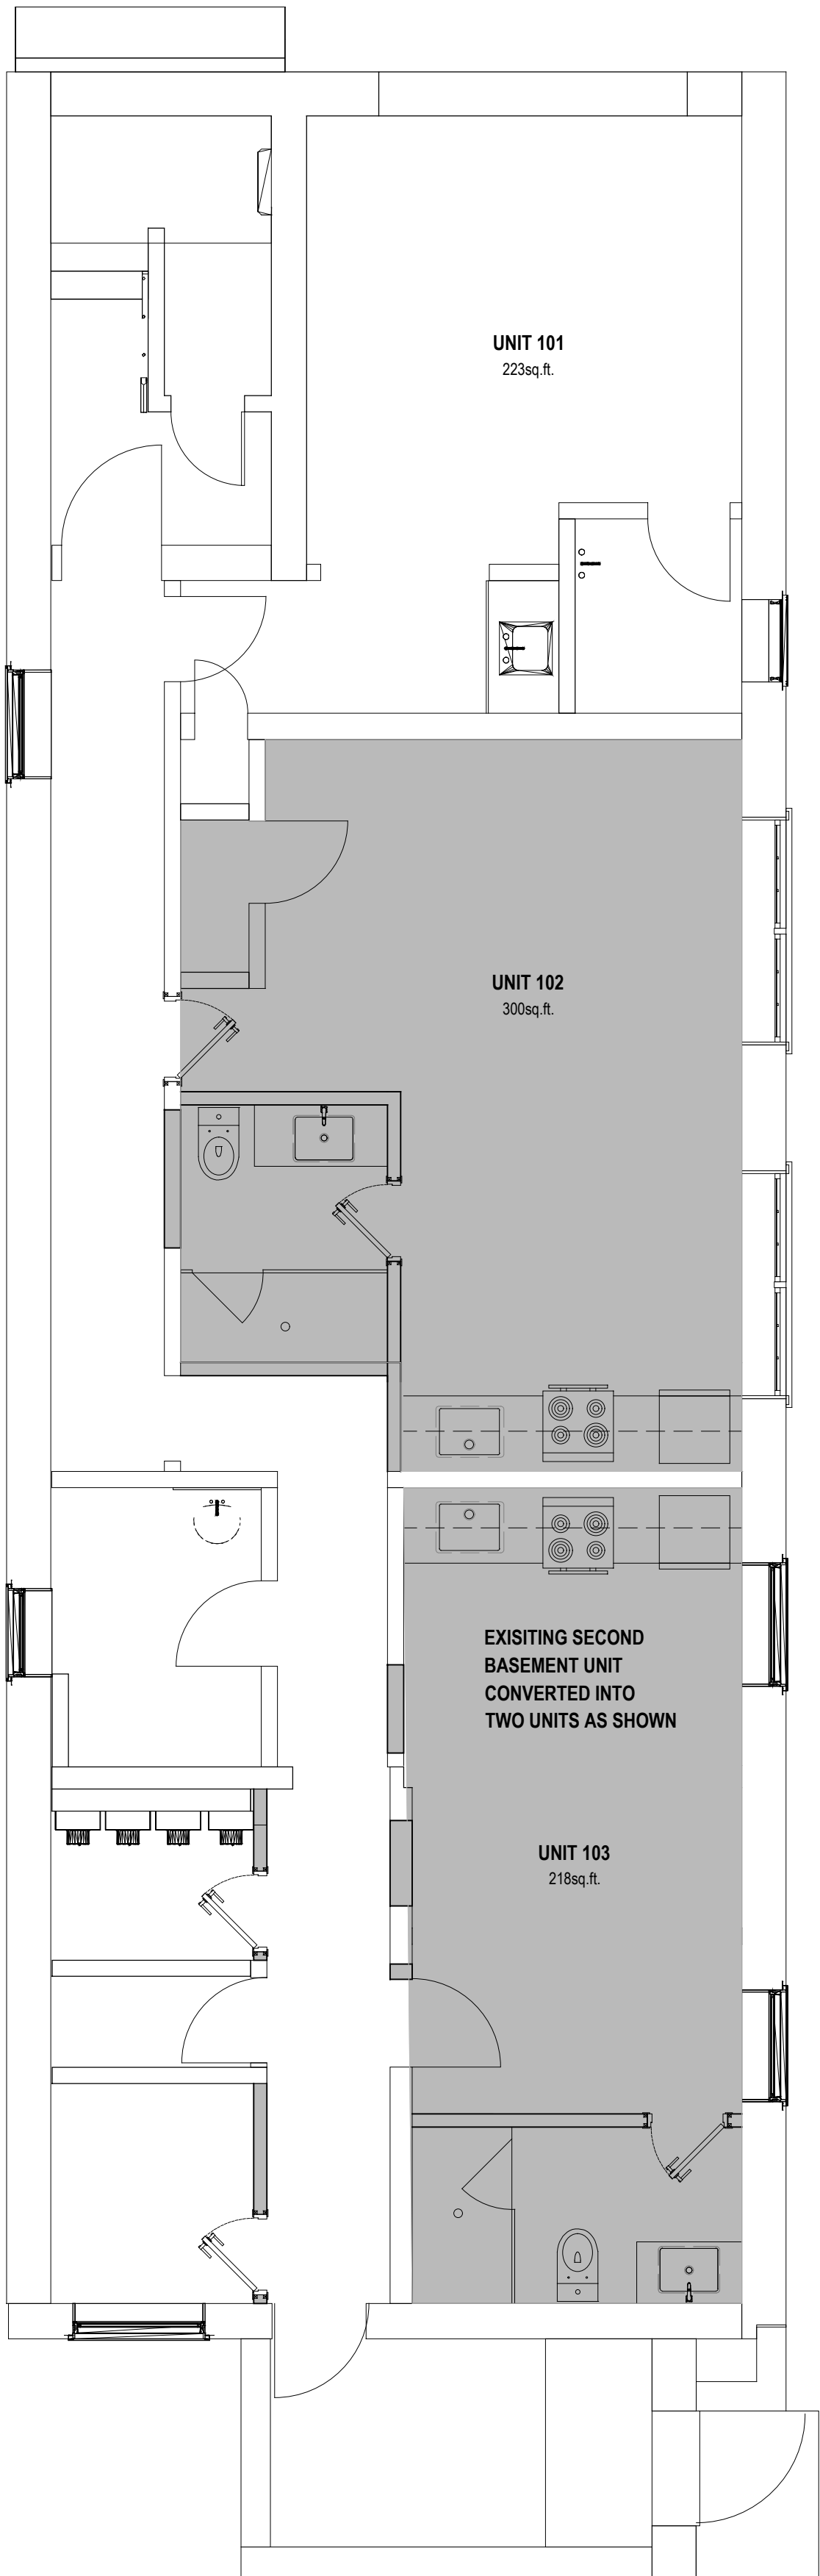 UNIT 101
223sq.ft.
UNIT 102
300sq.ft.
EXISITING SECOND
BASEMENT UNIT
CONVERTED INTO
TWO UNITS AS SHOWN
UNIT 103
218sq.ft.